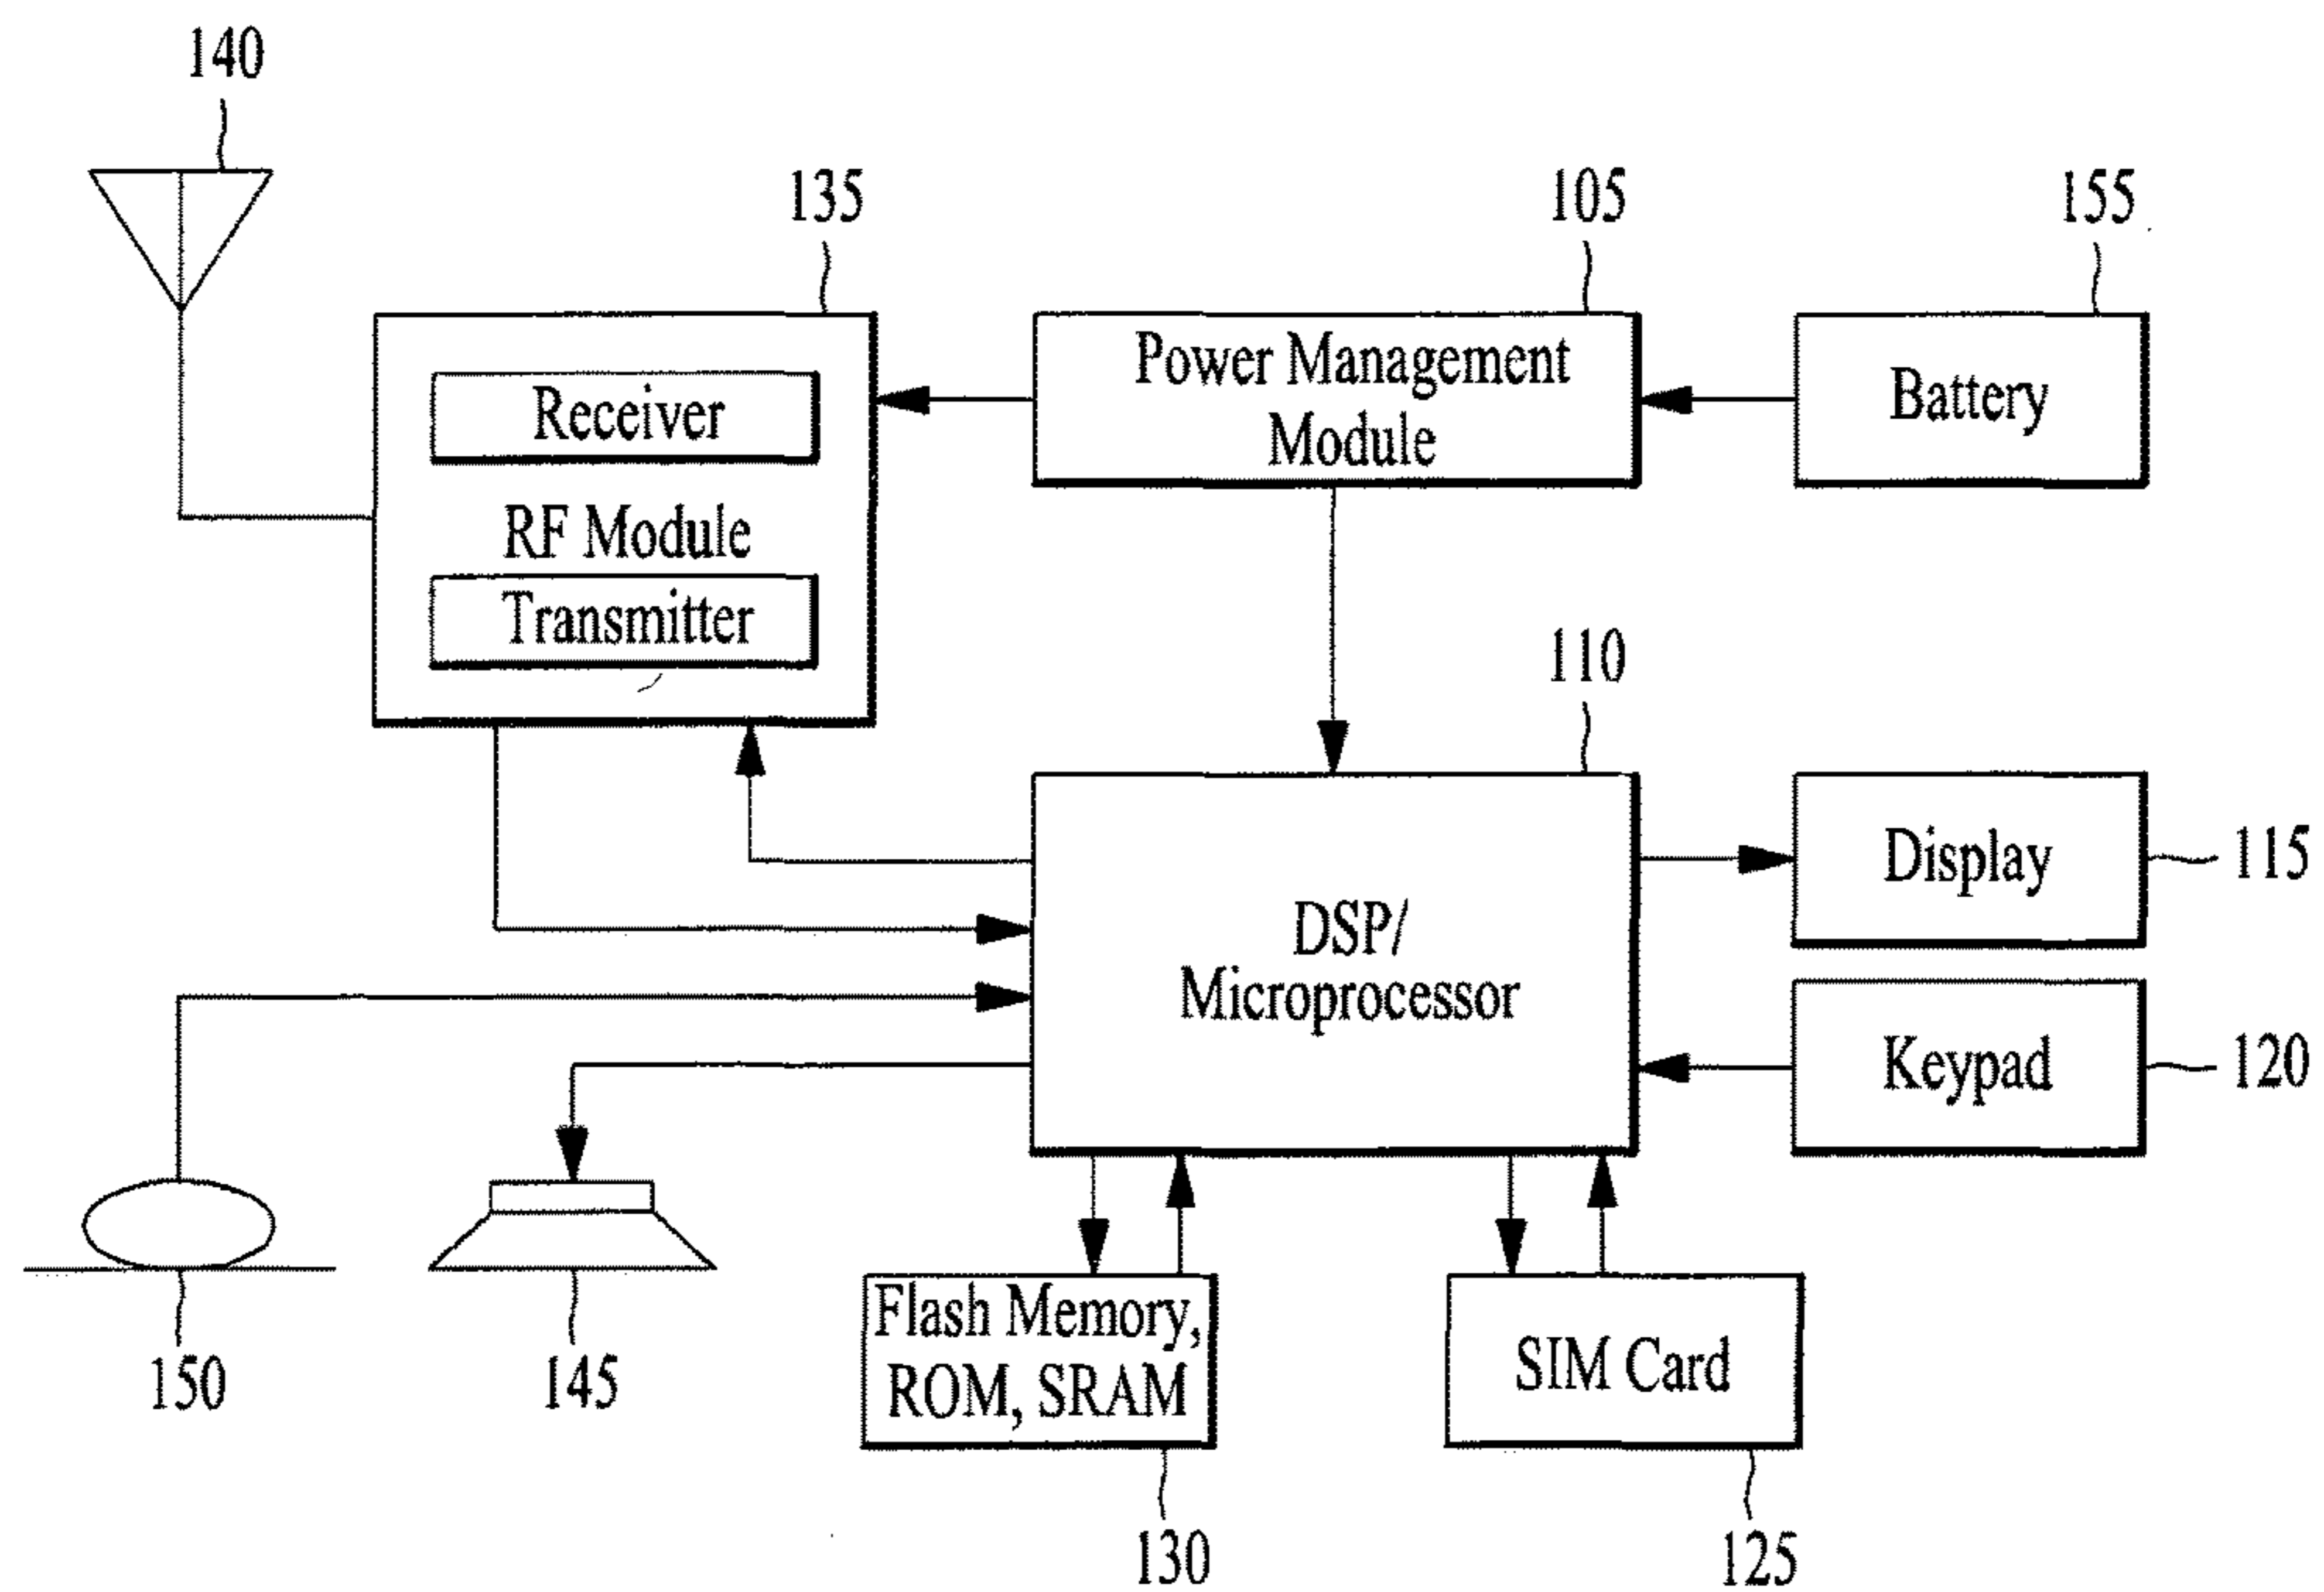 140
135
105
155
Receiver
RF Module
Transmitter
Power Management
Module
Battery
110
DSP/
Microprocessor
Display
115
Keypad
120
150
145
Flash Memory,
ROM, SRAM
130
SIM Card
125